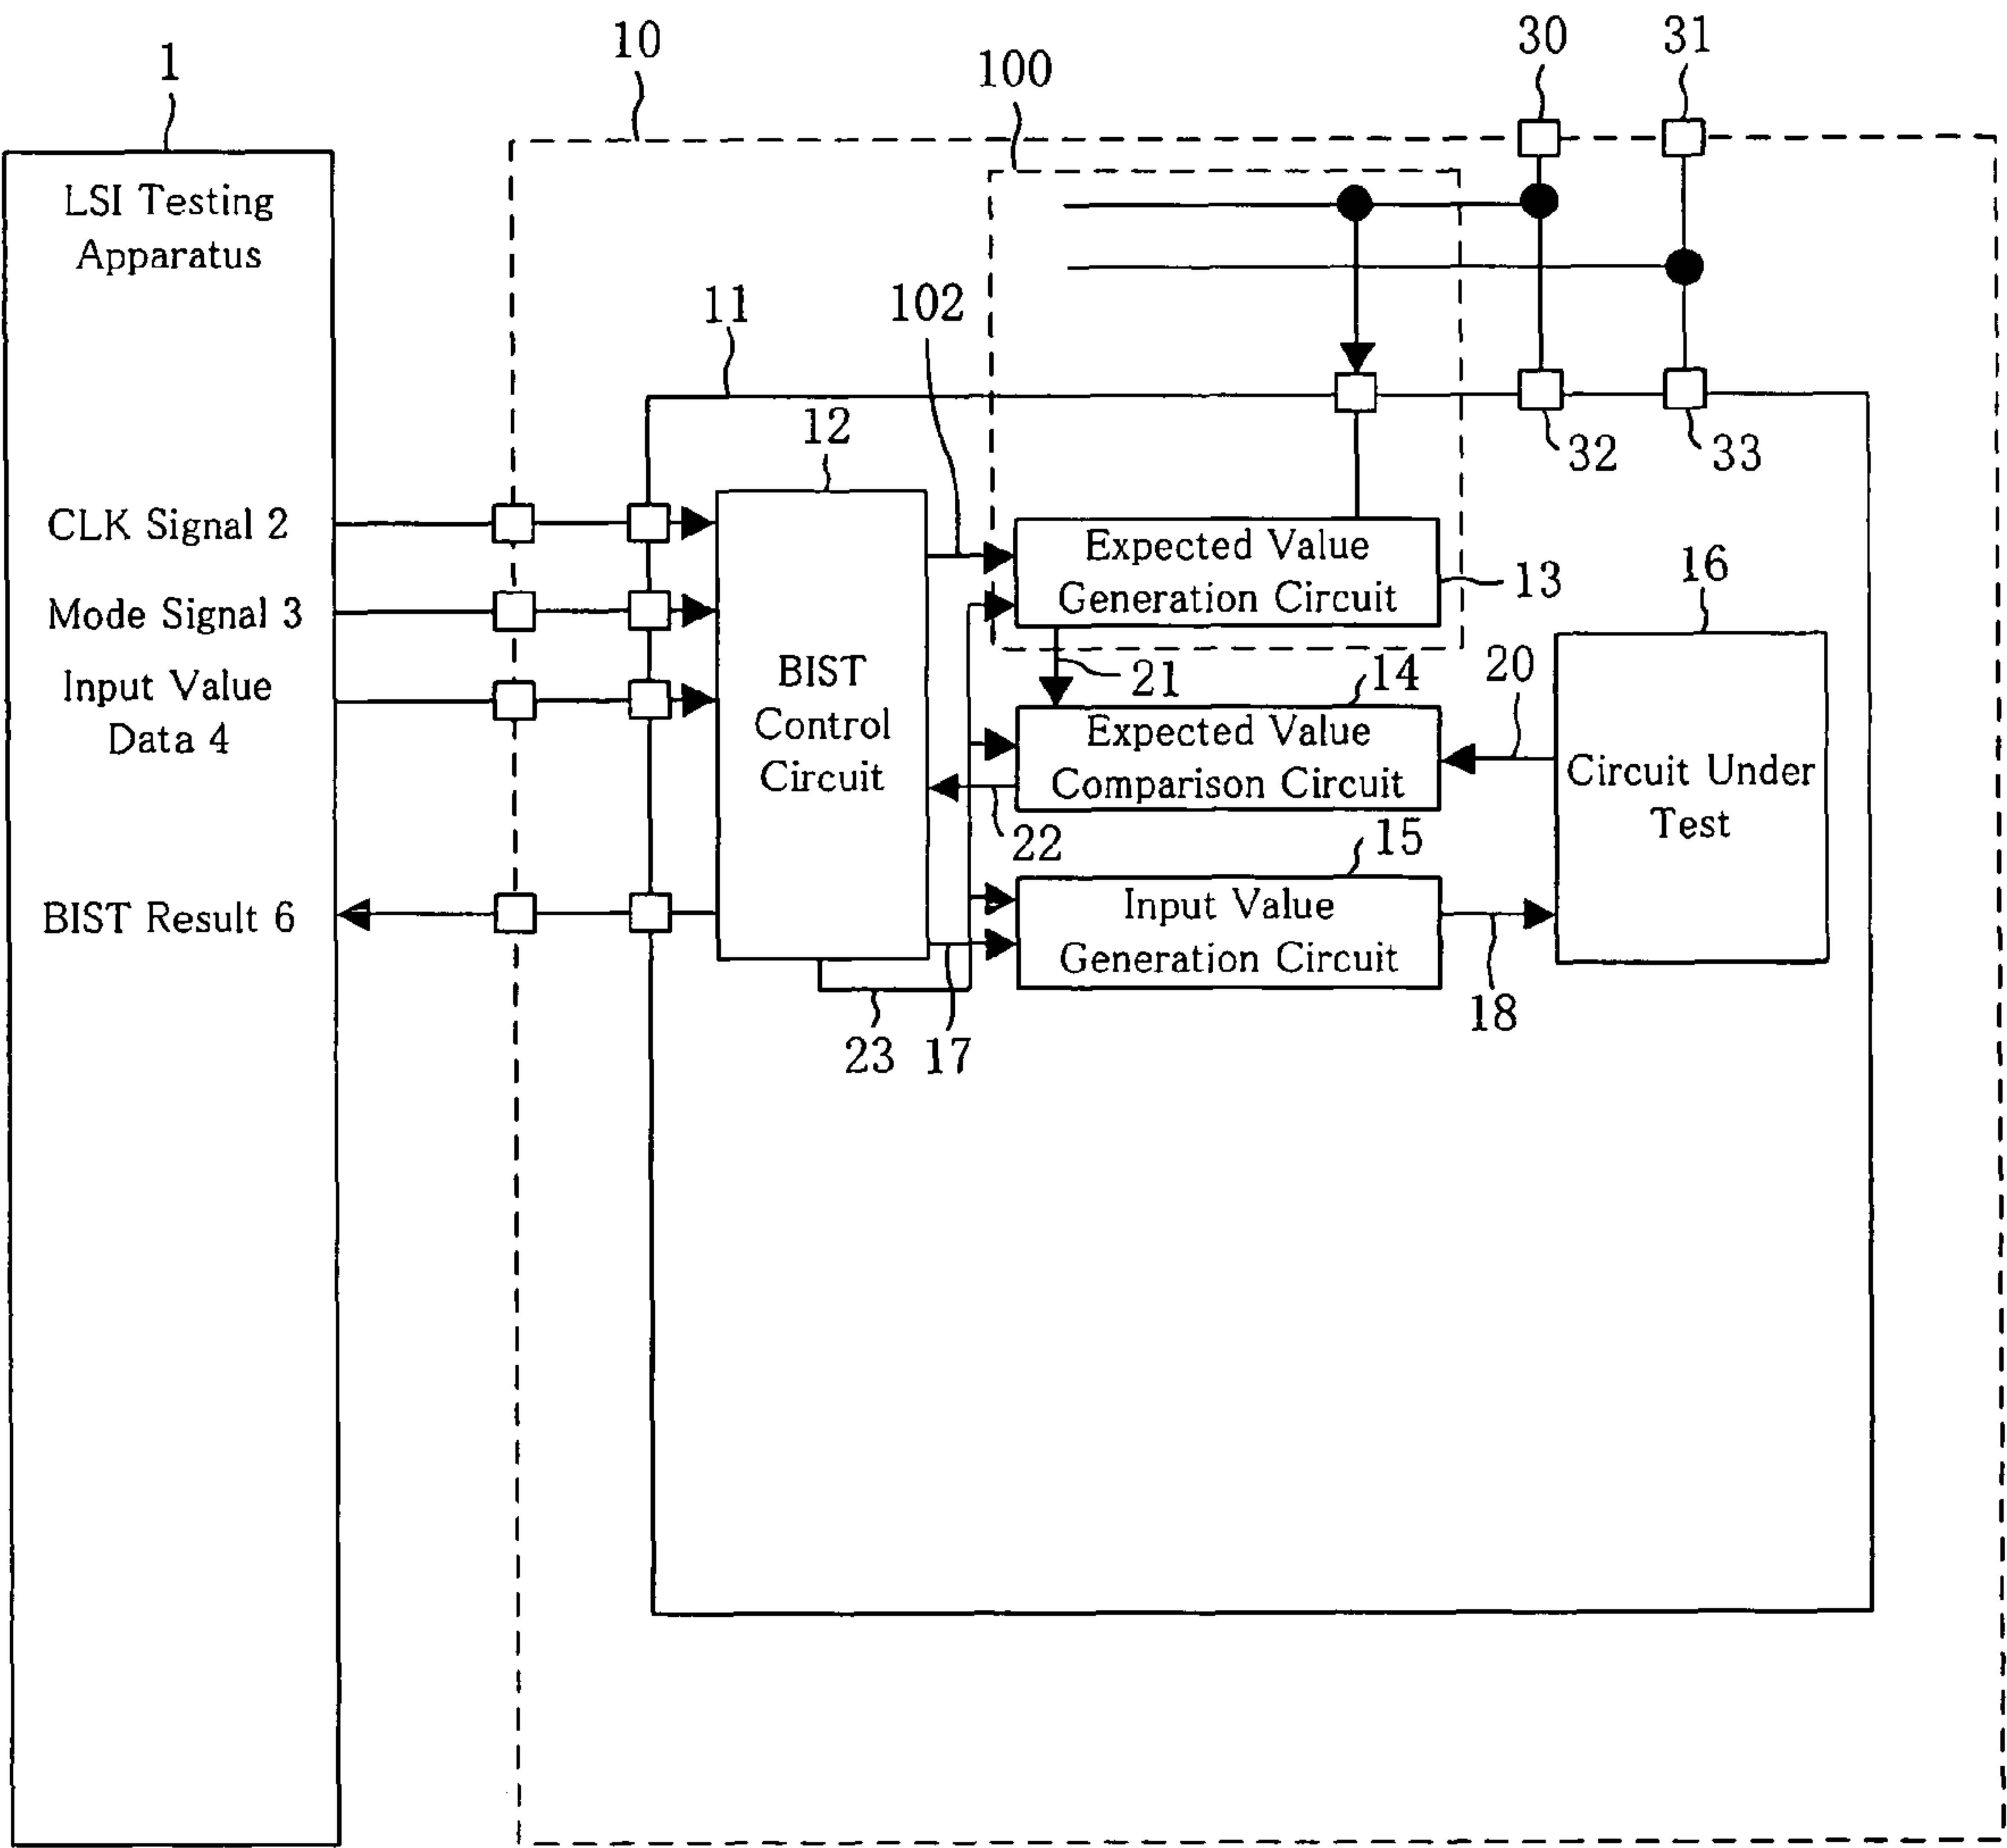 1
10
100
30
31
LSI Testing
Apparatus
11
102
12
32
33
CLK Signal 2
Mode Signal 3
Input Value
Data 4
BIST Result 6
BIST
Control
Circuit
Expected Value
Generation Circuit
13
16
21
14
20
Expected Value
Comparison Circuit
22
15
Circuit Under
Test
Input Value
Generation Circuit
18
23
17